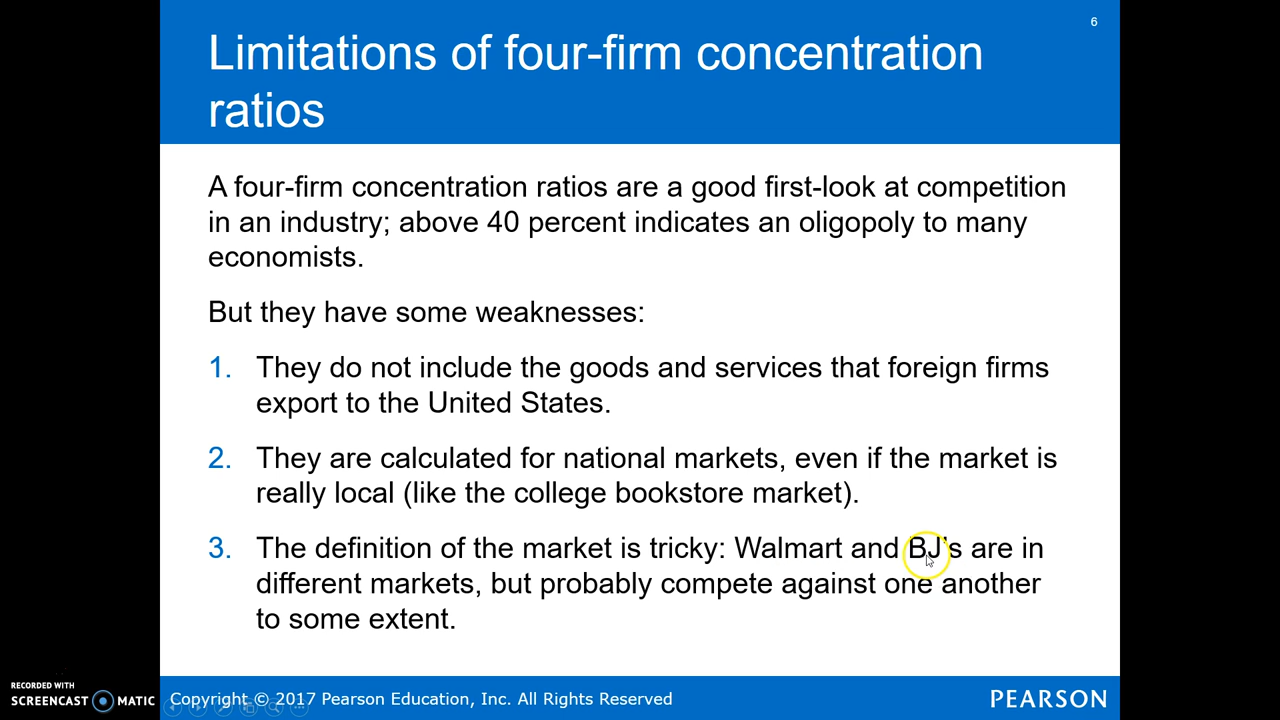 6
Limitations of four-firm concentration
ratios
A four-firm concentration ratios are a good first-look at competition
in an industry; above 40 percent indicates an oligopoly to many
economists.
But they have some weaknesses:
1. They do not include the goods and services that foreign firms
export to the United States.
2. They are calculated for national markets, even if the market is
really local (like the college bookstore market).
3. The definition of the market is tricky: Walmart and BJ's are in
different markets, but probably compete against one another
to some extent.
RECORDED WITH
SCREENCAST MATIC
Copyright © 2017 Pearson Education, Inc. All Rights Reserved
PEARSON